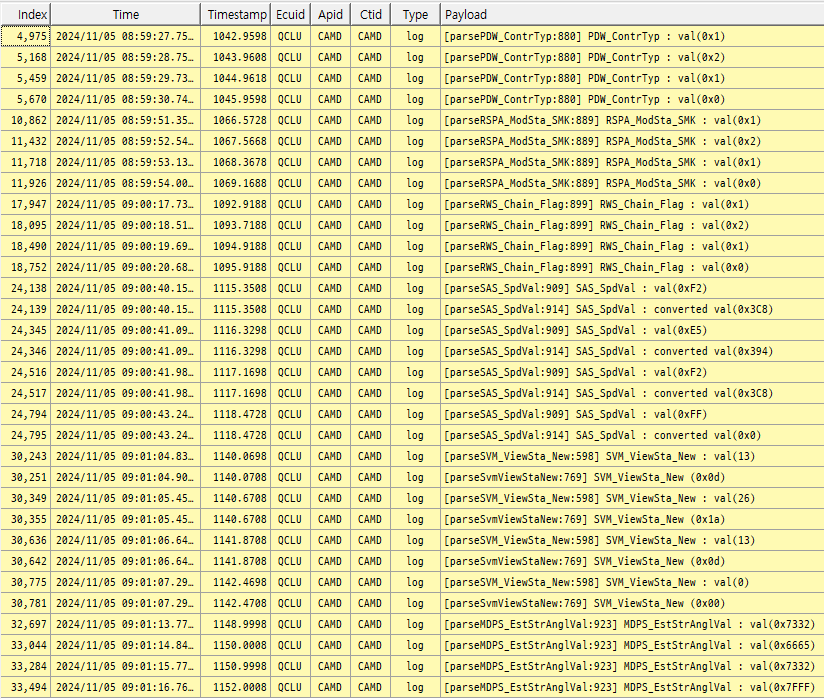 Index Time Timestamp Ecuid Apid Ctid Type Payload
4,975 2024/11/05 08:59:27.75… 1042.9598 QCLU CAMD CAMD log [parsePDW_ContrTyp:880] PDW_ContrTyp : val(0x1)
5,168 2024/11/05 08:59:28.75… 1043.9608 QCLU CAMD CAMD log [parsePDW_ContrTyp:880] PDW_ContrTyp : val(0x2)
5,459 2024/11/05 08:59:29.73… 1044.9618 QCLU CAMD CAMD log [parsePDW_ContrTyp:880] PDW_ContrTyp : val(0x1)
5,670 2024/11/05 08:59:30.74… 1045.9598 QCLU CAMD CAMD log [parsePDW_ContrTyp:880] PDW_ContrTyp : val(0x0)
10,862 2024/11/05 08:59:51.35… 1066.5728 QCLU CAMD CAMD log [parseRSPA_ModSta_SMK:889] RSPA_ModSta_SMK : val(0x1)
11,432 2024/11/05 08:59:52.54… 1067.5668 QCLU CAMD CAMD log [parseRSPA_ModSta_SMK:889] RSPA_ModSta_SMK : val(0x2)
11,718 2024/11/05 08:59:53.13… 1068.3678 QCLU CAMD CAMD log [parseRSPA_ModSta_SMK:889] RSPA_ModSta_SMK : val(0x1)
11,926 2024/11/05 08:59:54.00… 1069.1688 QCLU CAMD CAMD log [parseRSPA_ModSta_SMK:889] RSPA_ModSta_SMK : val(0x0)
17,947 2024/11/05 09:00:17.73… 1092.9188 QCLU CAMD CAMD log [parseRWS_Chain_Flag:899] RWS_Chain_Flag : val(0x1)
18,095 2024/11/05 09:00:18.51… 1093.7188 QCLU CAMD CAMD log [parseRWS_Chain_Flag:899] RWS_Chain_Flag : val(0x2)
18,490 2024/11/05 09:00:19.69… 1094.9188 QCLU CAMD CAMD log [parseRWS_Chain_Flag:899] RWS_Chain_Flag : val(0x1)
18,752 2024/11/05 09:00:20.68… 1095.9188 QCLU CAMD CAMD log [parseRWS_Chain_Flag:899] RWS_Chain_Flag : val(0x0)
24,138 2024/11/05 09:00:40.15… 1115.3508 QCLU CAMD CAMD log [parseSAS_SpdVal:909] SAS_SpdVal : val(0xF2)
24,139 2024/11/05 09:00:40.15… 1115.3508 QCLU CAMD CAMD log [parseSAS_SpdVal:914] SAS_SpdVal : converted val(0x3C8)
24,345 2024/11/05 09:00:41.09… 1116.3298 QCLU CAMD CAMD log [parseSAS_SpdVal:909] SAS_SpdVal : val(0xE5)
24,346 2024/11/05 09:00:41.09… 1116.3298 QCLU CAMD CAMD log [parseSAS_SpdVal:914] SAS_SpdVal : converted val(0x394)
24,516 2024/11/05 09:00:41.98… 1117.1698 QCLU CAMD CAMD log [parseSAS_SpdVal:909] SAS_SpdVal : val(0xF2)
24,517 2024/11/05 09:00:41.98… 1117.1698 QCLU CAMD CAMD log [parseSAS_SpdVal:914] SAS_SpdVal : converted val(0x3C8)
24,794 2024/11/05 09:00:43.24… 1118.4728 QCLU CAMD CAMD log [parseSAS_SpdVal:909] SAS_SpdVal : val(0xFF)
24,795 2024/11/05 09:00:43.24… 1118.4728 QCLU CAMD CAMD log [parseSAS_SpdVal:914] SAS_SpdVal : converted val(0x0)
30,243 2024/11/05 09:01:04.83… 1140.0698 QCLU CAMD CAMD log [parseSVM_ViewSta_New:598] SVM_ViewSta_New : val(13)
30,251 2024/11/05 09:01:04.90… 1140.0708 QCLU CAMD CAMD log [parseSvmViewStaNew:769] SVM_ViewSta_New (0x0d)
30,349 2024/11/05 09:01:05.45… 1140.6708 QCLU CAMD CAMD log [parseSVM_ViewSta_New:598] SVM_ViewSta_New : val(26)
30,355 2024/11/05 09:01:05.45… 1140.6708 QCLU CAMD CAMD log [parseSvmViewStaNew:769] SVM_ViewSta_New (0x1a)
30,636 2024/11/05 09:01:06.64… 1141.8708 QCLU CAMD CAMD log [parseSVM_ViewSta_New:598] SVM_ViewSta_New : val(13)
30,642 2024/11/05 09:01:06.64… 1141.8708 QCLU CAMD CAMD log [parseSvmViewStaNew:769] SVM_ViewSta_New (0x0d)
30,775 2024/11/05 09:01:07.29… 1142.4698 QCLU CAMD CAMD log [parseSVM_ViewSta_New:598] SVM_ViewSta_New : val(0)
30,781 2024/11/05 09:01:07.29… 1142.4708 QCLU CAMD CAMD log [parseSvmViewStaNew:769] SVM_ViewSta_New (0x00)
32,697 2024/11/05 09:01:13.77… 1148.9998 QCLU CAMD CAMD log [parseMDPS_EstStrAnglVal:923] MDPS_EstStrAnglVal : val(0x7332)
33,044 2024/11/05 09:01:14.84… 1150.0008 QCLU CAMD CAMD log [parseMDPS_EstStrAnglVal:923] MDPS_EstStrAnglVal : val(0x6665)
33,284 2024/11/05 09:01:15.77… 1150.9998 QCLU CAMD CAMD log [parseMDPS_EstStrAnglVal:923] MDPS_EstStrAnglVal : val(0x7332)
33,494 2024/11/05 09:01:16.76… 1152.0008 QCLU CAMD CAMD log [parseMDPS_EstStrAnglVal:923] MDPS_EstStrAnglVal : val(0x7FFF)